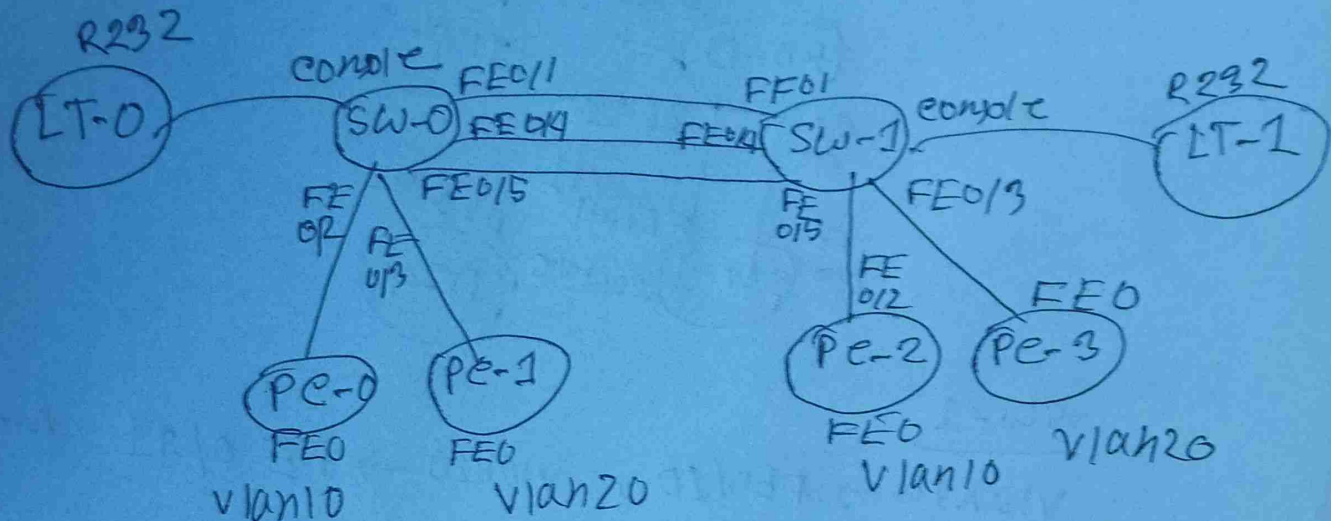 R232
console
FE0/1
FF01
console
R232
LT-0
SW-0
FE0/4
FE0/4
SW-1
LT-1
FE
0/2
FE0/5
FE
0/3
FE
0/5
FE0/3
FE
0/2
FE0
PC-0
PC-1
PC-2
PC-3
FE0
FE0
FE0
Vlan10
Vlan20
Vlan10
Vlan20